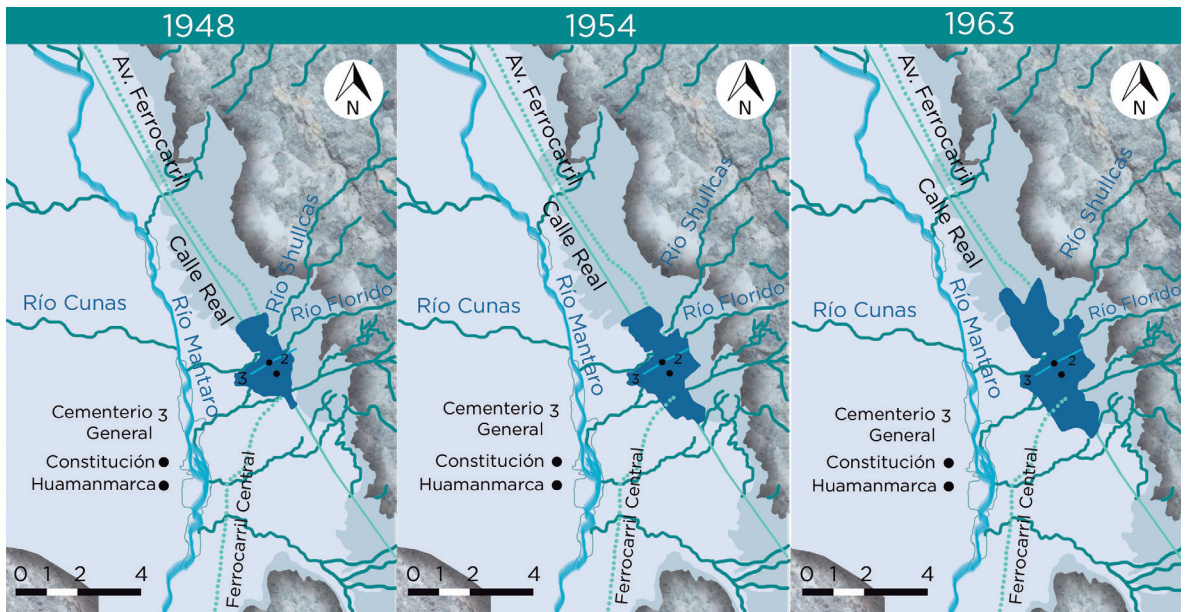 1948
Av. Ferrocarril
Calle Real
Río Shullcas
Río Florido
Río Cunas
Río Mantaro
2
3
Cementerio 3
General
Constitución
Huamanmarca
Ferrocarril Central
0 1 2 4
N
1954
Av. Ferrocarril
Calle Real
Río Shullcas
Río Florido
Río Cunas
Río Mantaro
2
3
Cementerio 3
General
Constitución
Huamanmarca
Ferrocarril Central
0 1 2 4
N
1963
Av. Ferrocarril
Calle Real
Río Shullcas
Río Florido
Río Cunas
Río Mantaro
2
3
Cementerio 3
General
Constitución
Huamanmarca
Ferrocarril Central
0 1 2 4
N